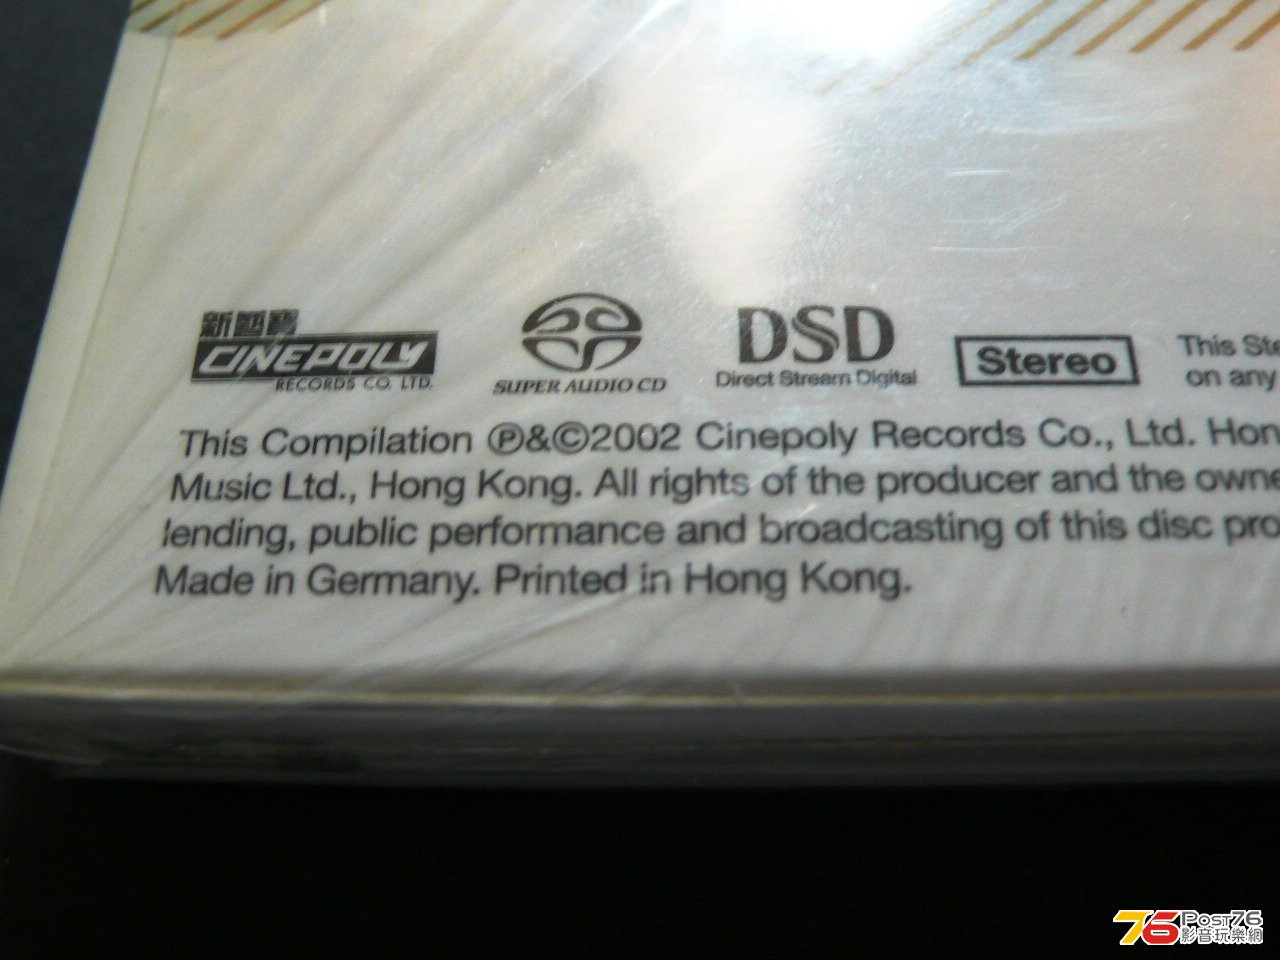 新藝寶
CINEPOLY
RECORDS CO. LTD.
SUPER AUDIO CD
DSD
Direct Stream Digital
Stereo
This Ste
on any
This Compilation Ⓟ&©2002 Cinepoly Records Co., Ltd. Hon
Music Ltd., Hong Kong. All rights of the producer and the owne
lending, public performance and broadcasting of this disc pro
Made in Germany. Printed in Hong Kong.
76 Post76
影音玩樂網